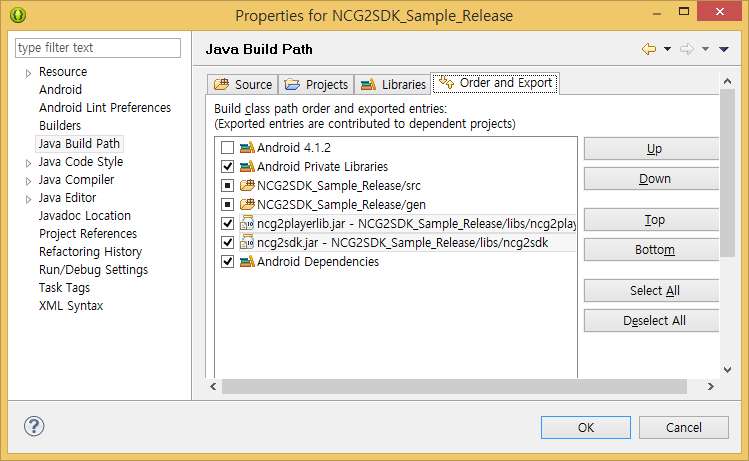 Properties for NCG2SDK_Sample_Release
type filter text
Resource
Android
Android Lint Preferences
Builders
Java Build Path
Java Code Style
Java Compiler
Java Editor
Javadoc Location
Project References
Refactoring History
Run/Debug Settings
Task Tags
XML Syntax
Java Build Path
Source Projects Libraries Order and Export
Build class path order and exported entries:
(Exported entries are contributed to dependent projects)
Android 4.1.2
Android Private Libraries
NCG2SDK_Sample_Release/src
NCG2SDK_Sample_Release/gen
ncg2playerlib.jar - NCG2SDK_Sample_Release/libs/ncg2play
ncg2sdk.jar - NCG2SDK_Sample_Release/libs/ncg2sdk
Android Dependencies
Up
Down
Top
Bottom
Select All
Deselect All
OK Cancel